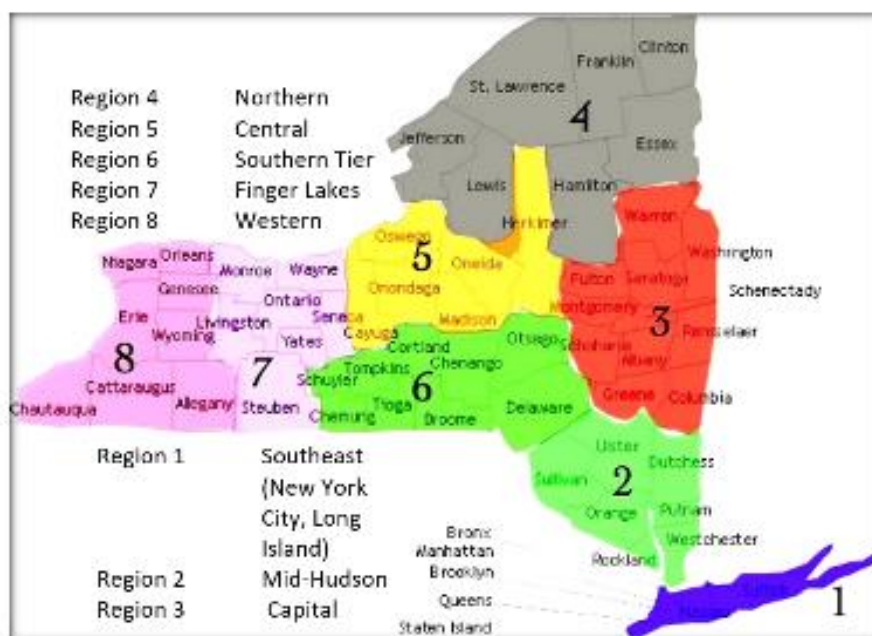 Region 4 Northern
Region 5 Central
Region 6 Southern Tier
Region 7 Finger Lakes
Region 8 Western
Clinton
Franklin
St. Lawrence
4
Jefferson
Essex
Lewis
Hamilton
Herkimer
Warren
Oswego
5
Oneida
Washington
Niagara
Orleans
Monroe
Wayne
Fulton
Saratoga
Genesee
Ontario
Onondaga
Schenectady
Erie
Livingston
Seneca
Montgomery
3
Wyoming
Yates
Cayuga
Madison
Otsego
Rensselaer
8
7
Cortland
Schoharie
Albany
Tompkins
Chenango
Schuyler
6
Cattaraugus
Chautauqua
Allegany
Steuben
Chemung
Tioga
Broome
Delaware
Greene
Columbia
Region 1 Southeast
(New York
City, Long
Island)
Region 2 Mid-Hudson
Region 3 Capital
Dutchess
Sullivan
2
Orange
Putnam
Westchester
Rockland
Bronx
Manhattan
Brooklyn
Queens
Staten Island
1